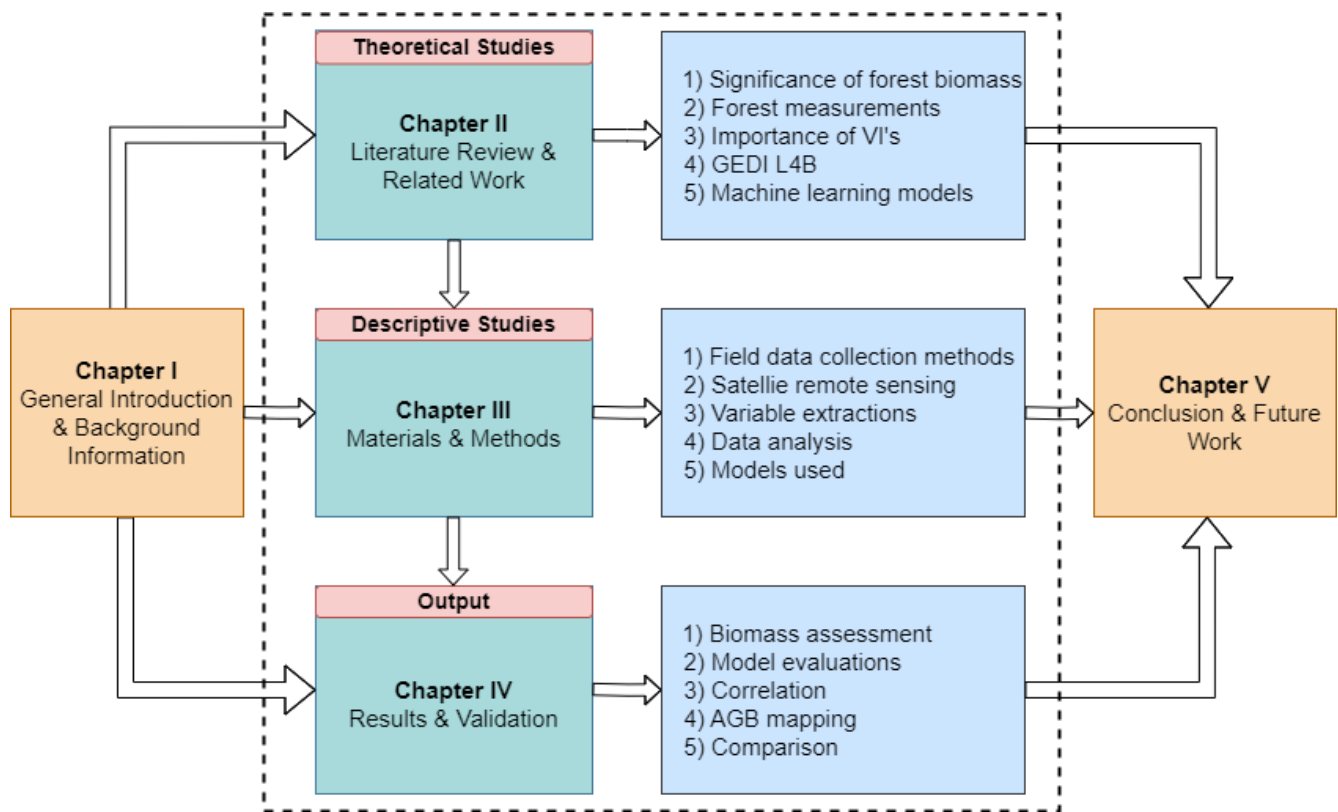 Theoretical Studies
Chapter II
Literature Review &
Related Work
1) Significance of forest biomass
2) Forest measurements
3) Importance of VI's
4) GEDI L4B
5) Machine learning models
Chapter I
General Introduction
& Background
Information
Descriptive Studies
Chapter III
Materials & Methods
1) Field data collection methods
2) Satellie remote sensing
3) Variable extractions
4) Data analysis
5) Models used
Chapter V
Conclusion & Future
Work
Output
Chapter IV
Results & Validation
1) Biomass assessment
2) Model evaluations
3) Correlation
4) AGB mapping
5) Comparison